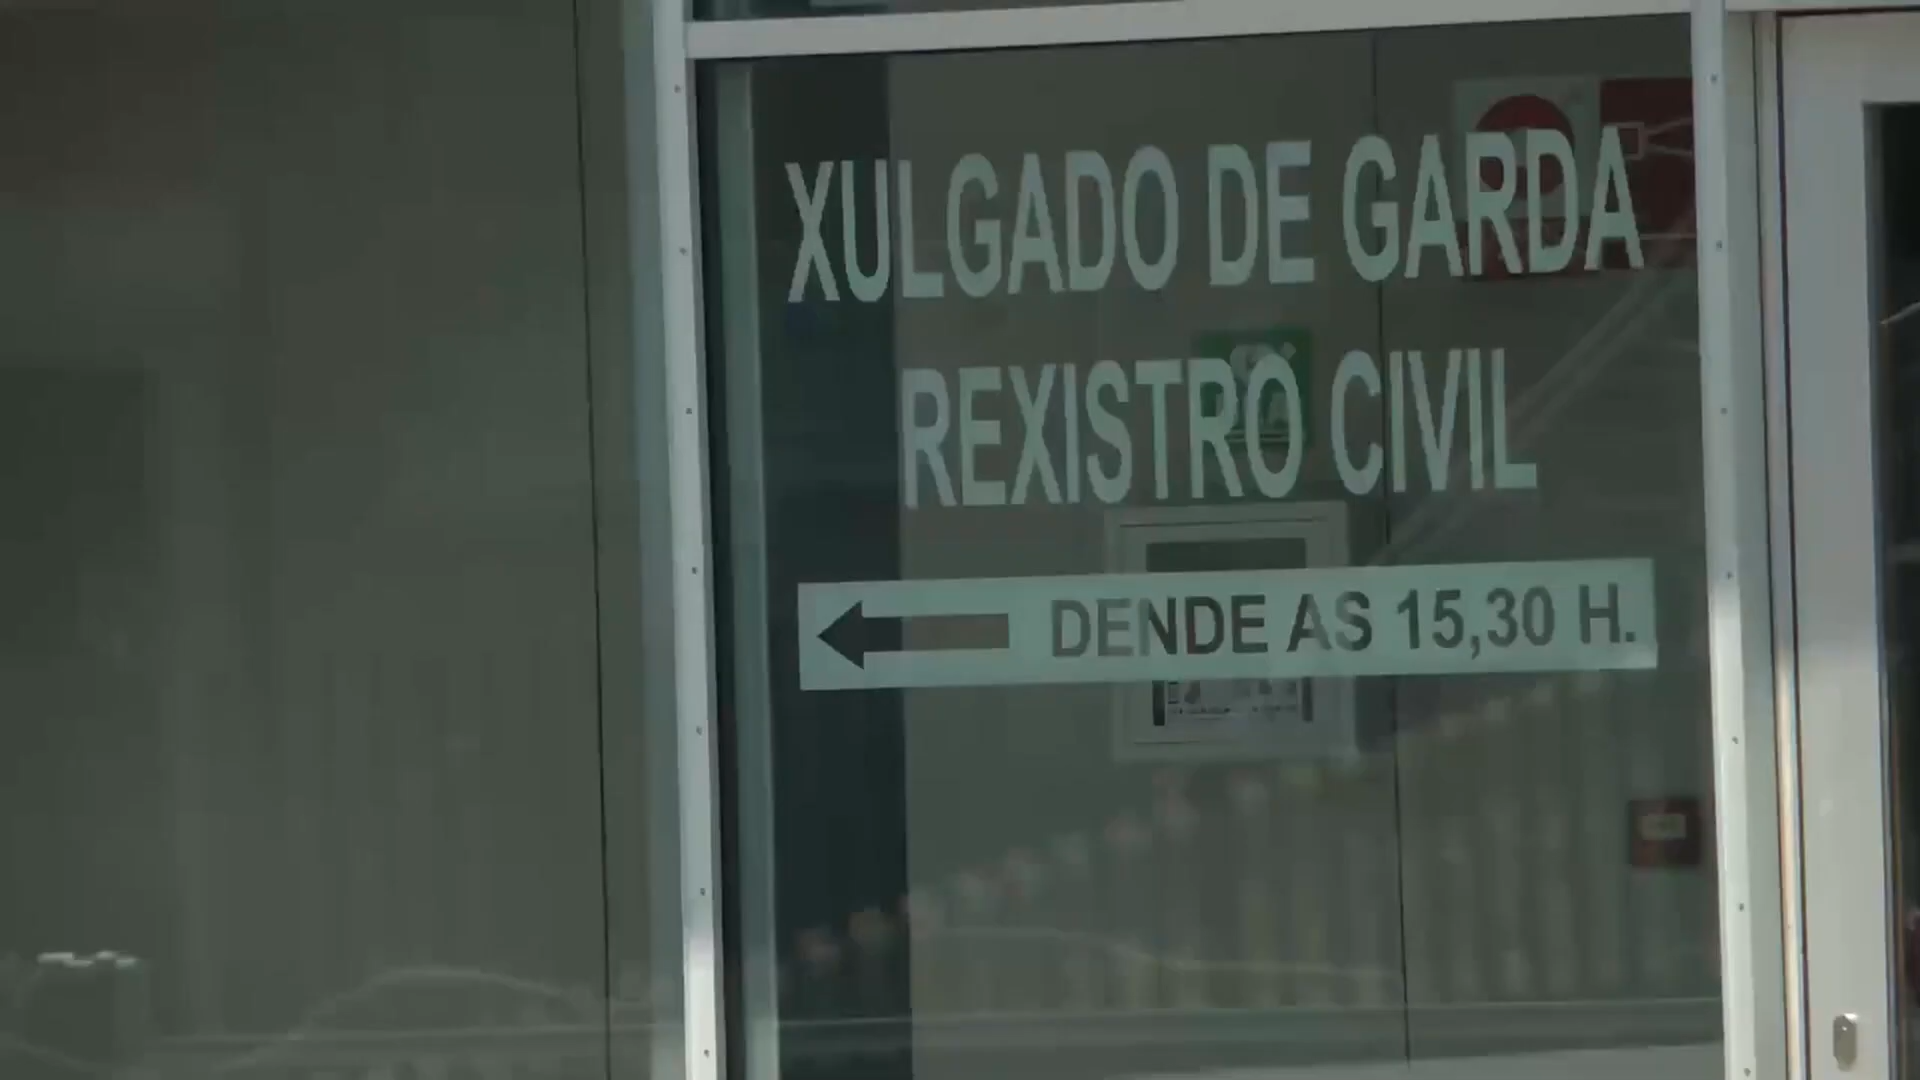 XULGADO DE GARDA
REXISTRO CIVIL
DENDE AS 15,30 H.